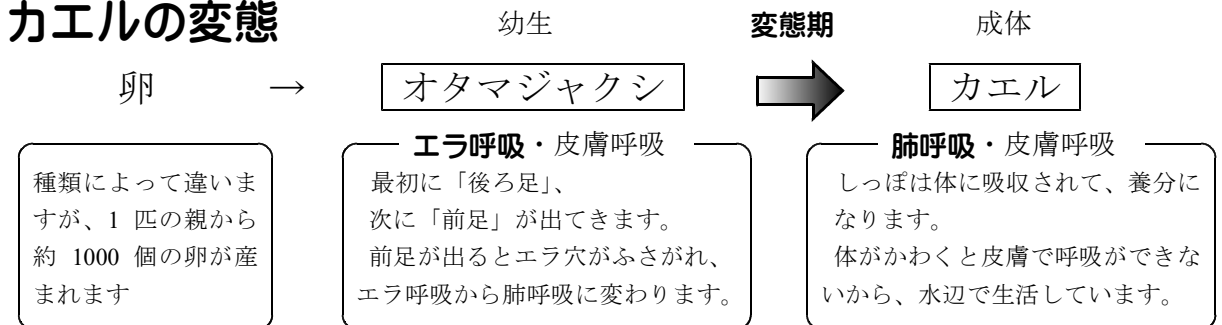 カエルの変態
幼生
変態期
成体
卵 → オタマジャクシ カエル
種類によって違いま
すが、1 匹の親から
約 1000 個の卵が産
まれます
エラ呼吸・皮膚呼吸
最初に「後ろ足」、
次に「前足」が出てきます。
前足が出るとエラ穴がふさがれ、
エラ呼吸から肺呼吸に変わります。
肺呼吸・皮膚呼吸
しっぽは体に吸収されて、養分に
なります。
体がかわくと皮膚で呼吸ができな
いから、水辺で生活しています。